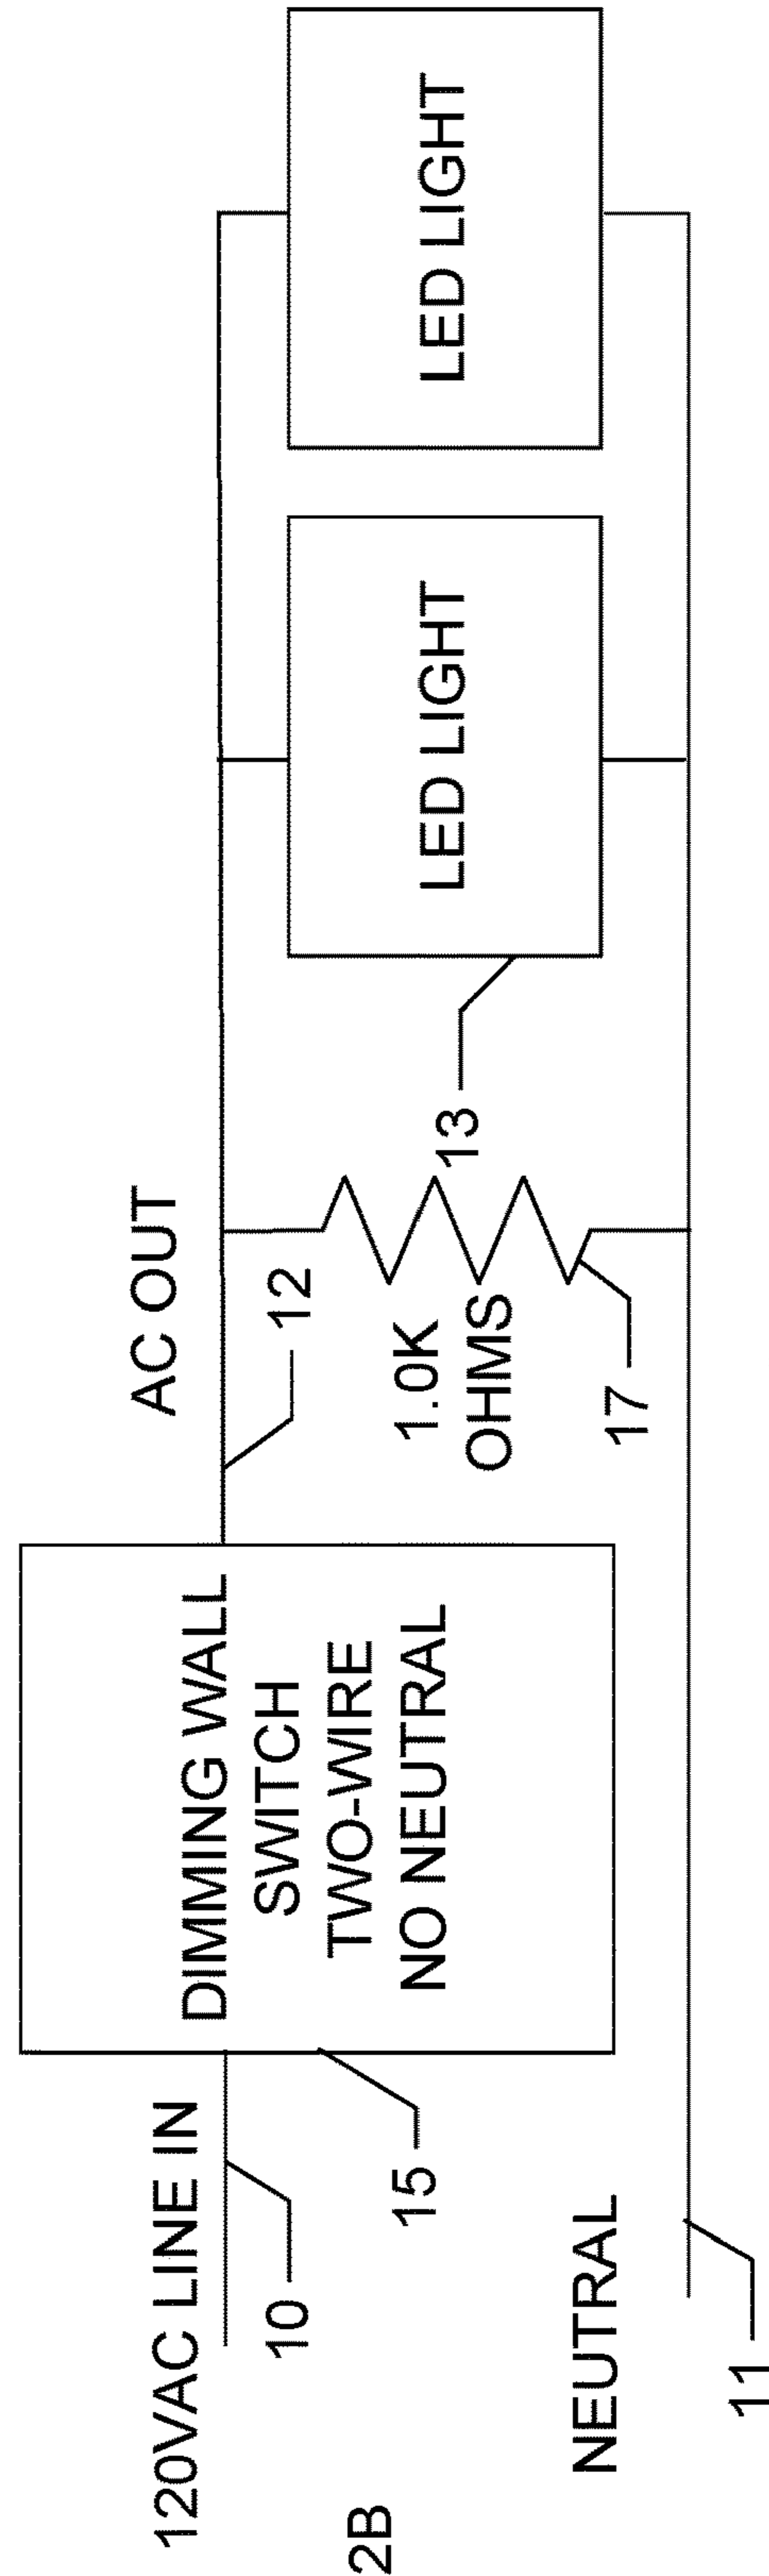 120VAC LINE IN
10
DIMMING WALL
SWITCH
TWO-WIRE
NO NEUTRAL
15
AC OUT
12
1.0K
OHMS
17
13
LED LIGHT
LED LIGHT
NEUTRAL
11
2B